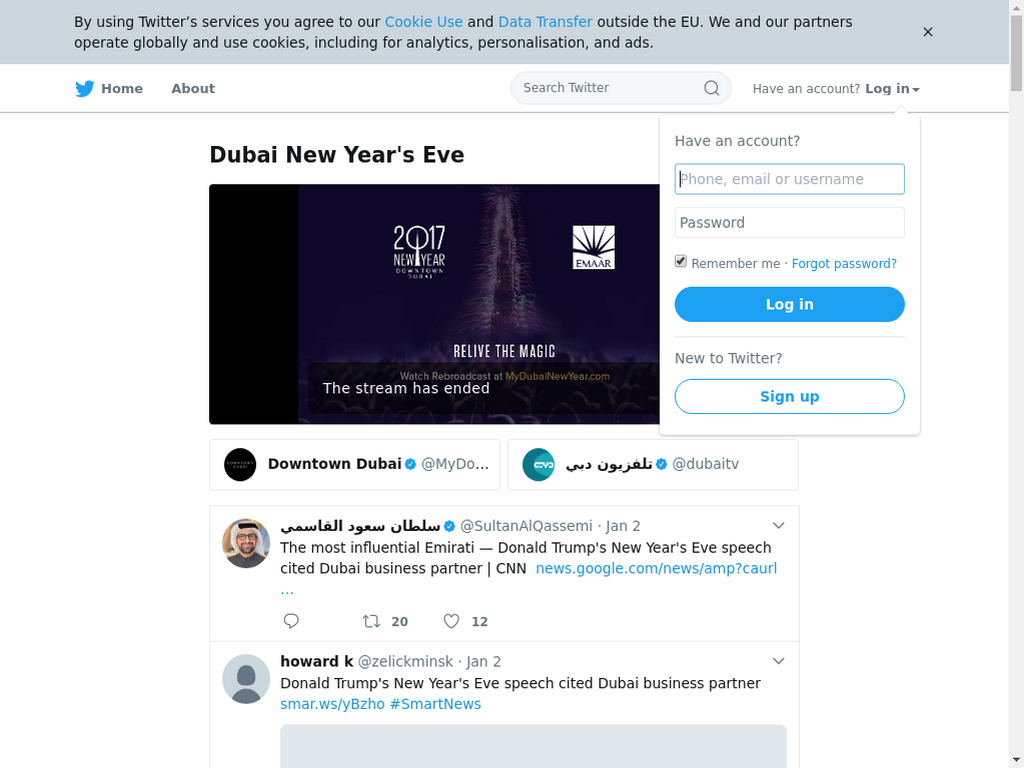 By using Twitter’s services you agree to our Cookie Use and Data Transfer outside the EU. We and our partners
operate globally and use cookies, including for analytics, personalisation, and ads.
Home
About
Search Twitter
Have an account? Log in
Have an account?
Phone, email or username
Password
Remember me · Forgot password?
Log in
New to Twitter?
Sign up
Dubai New Year's Eve
2017
NEW YEAR
DOWNTOWN
DUBAI
EMAAR
RELIVE THE MAGIC
Watch Rebroadcast at MyDubaiNewYear.com
The stream has ended
Downtown Dubai @MyDo...
تلفزيون دبي @dubaitv
سلطان سعود القاسمي @SultanAlQassemi · Jan 2
The most influential Emirati — Donald Trump's New Year's Eve speech
cited Dubai business partner | CNN news.google.com/news/amp?caurl
…
20
12
howard k @zelickminsk · Jan 2
Donald Trump's New Year's Eve speech cited Dubai business partner
smar.ws/yBzho #SmartNews